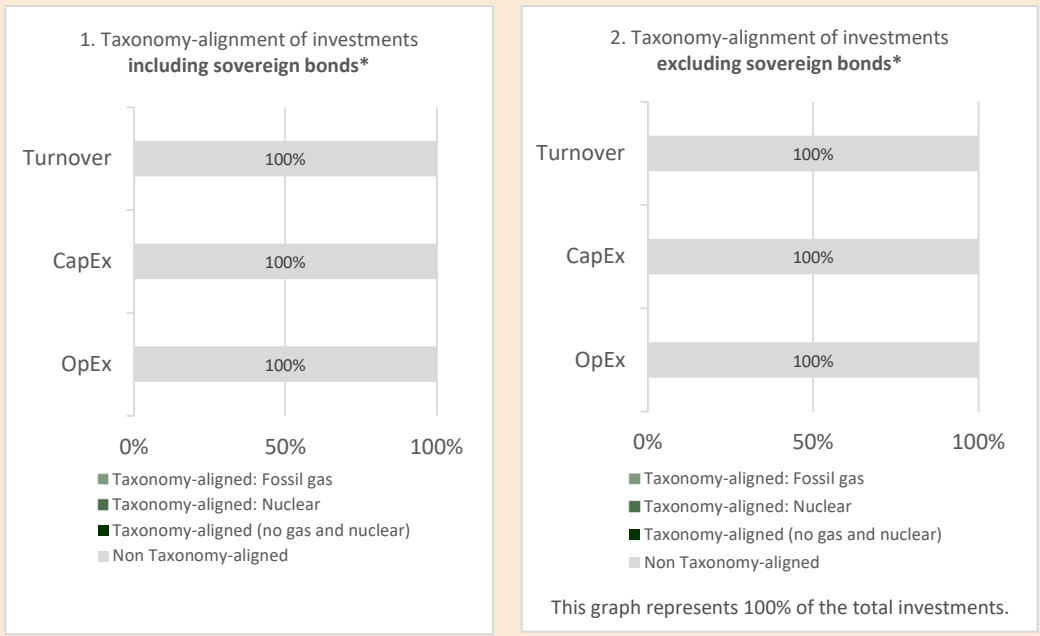 1. Taxonomy-alignment of investments
including sovereign bonds*
Turnover
100%
CapEx
100%
OpEx
100%
0%
50%
100%
Taxonomy-aligned: Fossil gas
Taxonomy-aligned: Nuclear
Taxonomy-aligned (no gas and nuclear)
Non Taxonomy-aligned
2. Taxonomy-alignment of investments
excluding sovereign bonds*
Turnover
100%
CapEx
100%
OpEx
100%
0%
50%
100%
Taxonomy-aligned: Fossil gas
Taxonomy-aligned: Nuclear
Taxonomy-aligned (no gas and nuclear)
Non Taxonomy-aligned
This graph represents 100% of the total investments.